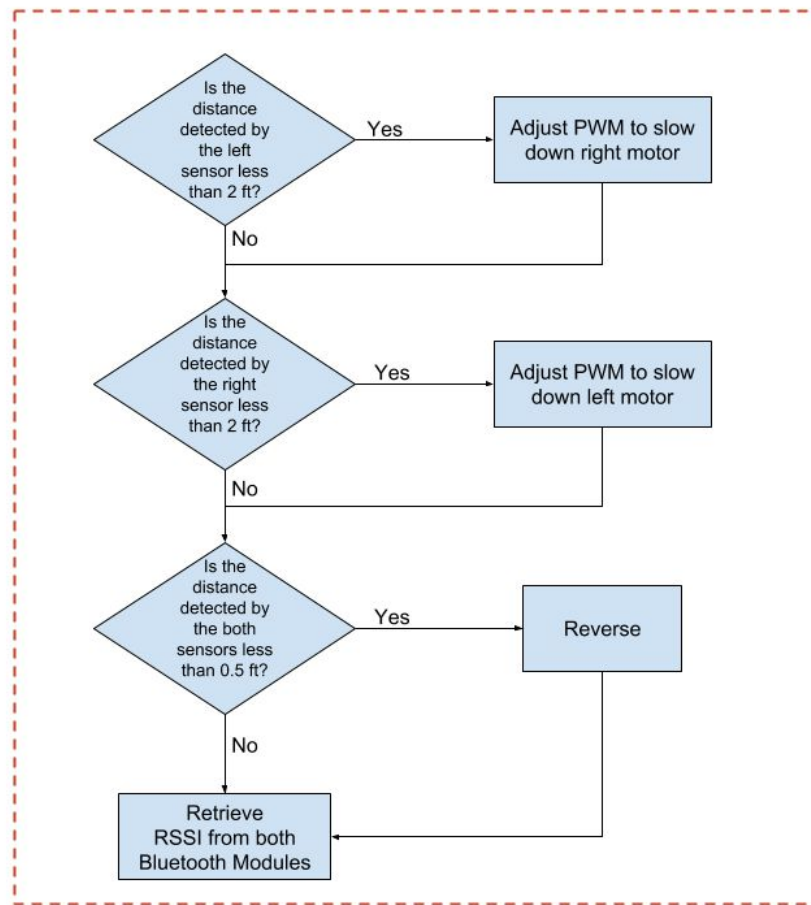 Is the
distance
detected by
the left
sensor less
than 2 ft?
Yes
Adjust PWM to slow
down right motor
No
Is the
distance
detected by
the right
sensor less
than 2 ft?
Yes
Adjust PWM to slow
down left motor
No
Is the
distance
detected by
the both
sensors less
than 0.5 ft?
Yes
Reverse
No
Retrieve
RSSI from both
Bluetooth Modules